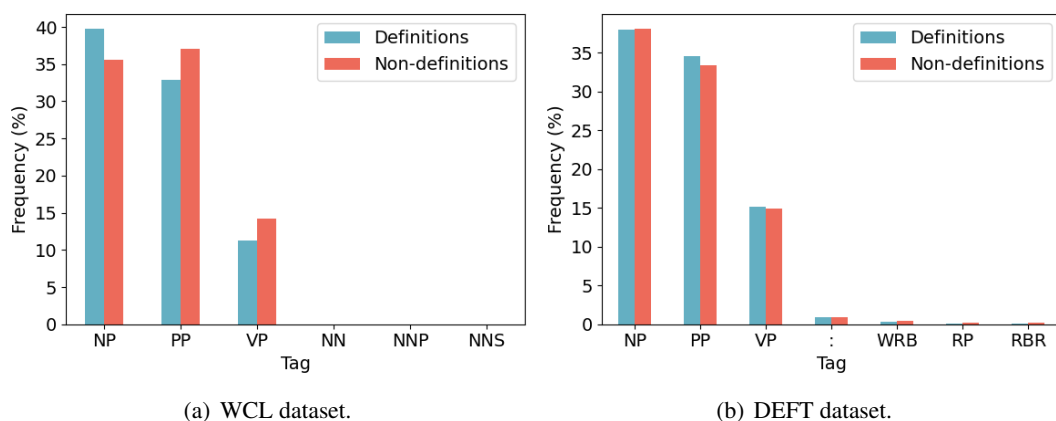 40
35
30
25
20
15
10
5
0
Frequency (%)
Definitions
Non-definitions
NP PP VP NN NNP NNS
Tag
(a) WCL dataset.
35
30
25
20
15
10
5
0
Frequency (%)
Definitions
Non-definitions
NP PP VP : WRB RP RBR
Tag
(b) DEFT dataset.